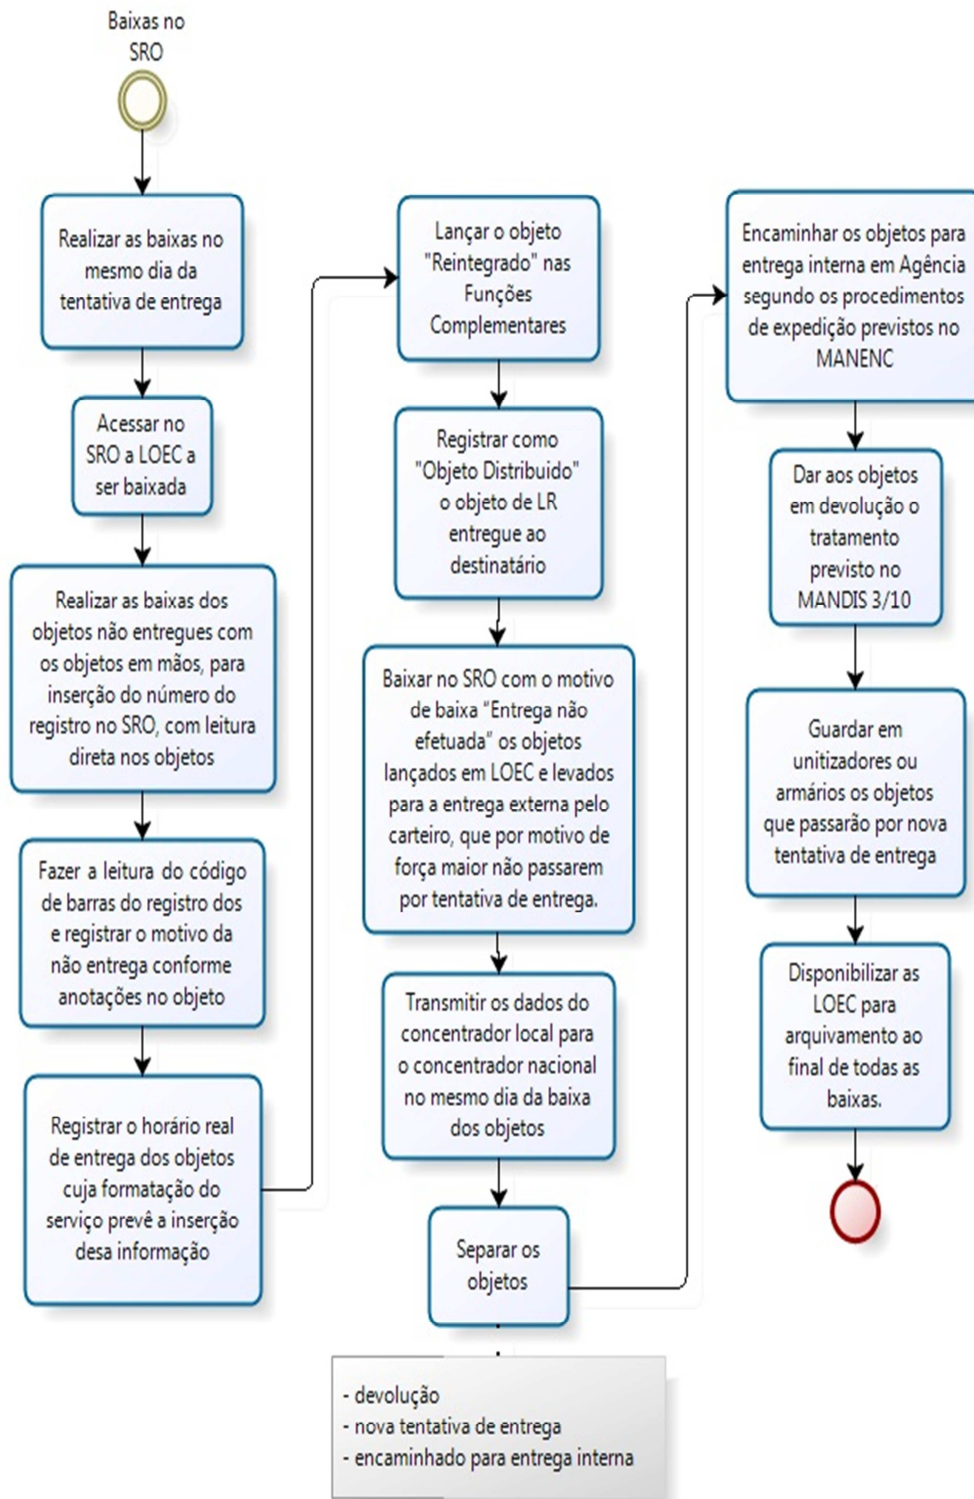 Baixas no
SRO
Realizar as baixas no
mesmo dia da
tentativa de entrega
Acessar no
SRO a LOEC a
ser baixada
Realizar as baixas dos
objetos não entregues com
os objetos em mãos, para
inserção do número do
registro no SRO, com leitura
direta nos objetos
Fazer a leitura do código
de barras do registro dos
e registrar o motivo da
não entrega conforme
anotações no objeto
Registrar o horário real
de entrega dos objetos
cuja formatação do
serviço prevê a inserção
desa informação
Lançar o objeto
"Reintegrado" nas
Funções
Complementares
Registrar como
"Objeto Distribuido"
o objeto de LR
entregue ao
destinatário
Baixar no SRO com o motivo
de baixa “Entrega não
efetuada” os objetos
lançados em LOEC e levados
para a entrega externa pelo
carteiro, que por motivo de
força maior não passarem
por tentativa de entrega.
Transmitir os dados do
concentrador local para
o concentrador nacional
no mesmo dia da baixa
dos objetos
Separar os
objetos
- devolução
- nova tentativa de entrega
- encaminhado para entrega interna
Encaminhar os objetos para
entrega interna em Agência
segundo os procedimentos
de expedição previstos no
MANENC
Dar aos objetos
em devolução o
tratamento
previsto no
MANDIS 3/10
Guardar em
unitizadores ou
armários os objetos
que passarão por nova
tentativa de entrega
Disponibilizar as
LOEC para
arquivamento ao
final de todas as
baixas.